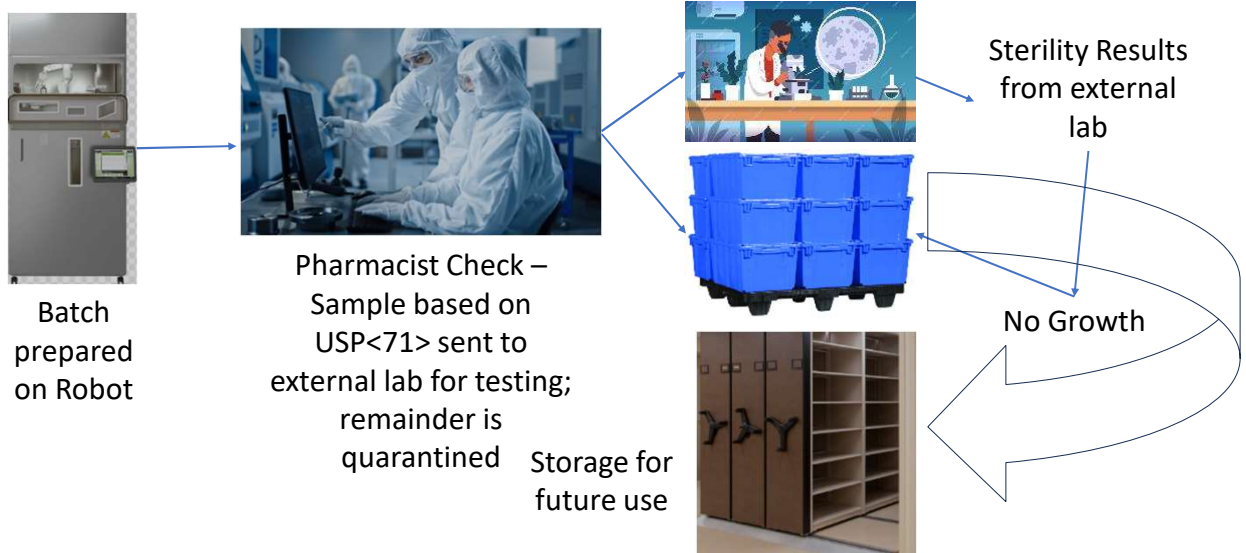 Batch
prepared
on Robot
Pharmacist Check –
Sample based on
USP<71> sent to
external lab for testing;
remainder is
quarantined
Sterility Results
from external
lab
No Growth
Storage for
future use